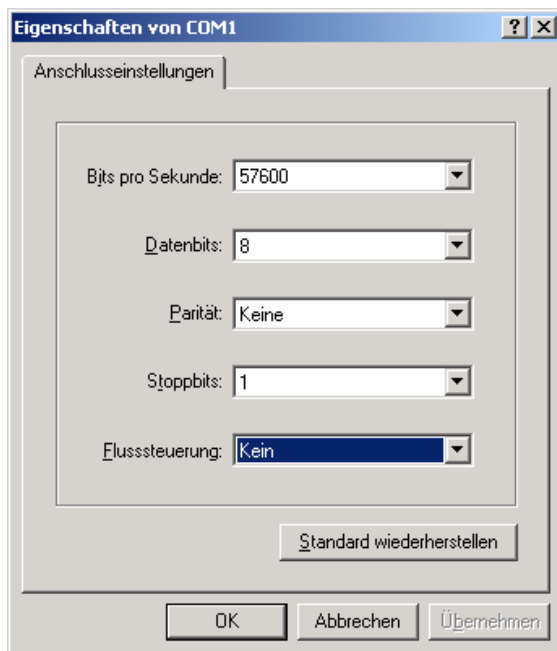 Eigenschaften von COM1
Anschlusseinstellungen
Bits pro Sekunde: 57600
Datenbits: 8
Parität: Keine
Stoppbits: 1
Flusssteuerung: Kein
Standard wiederherstellen
OK Abbrechen Übernehmen